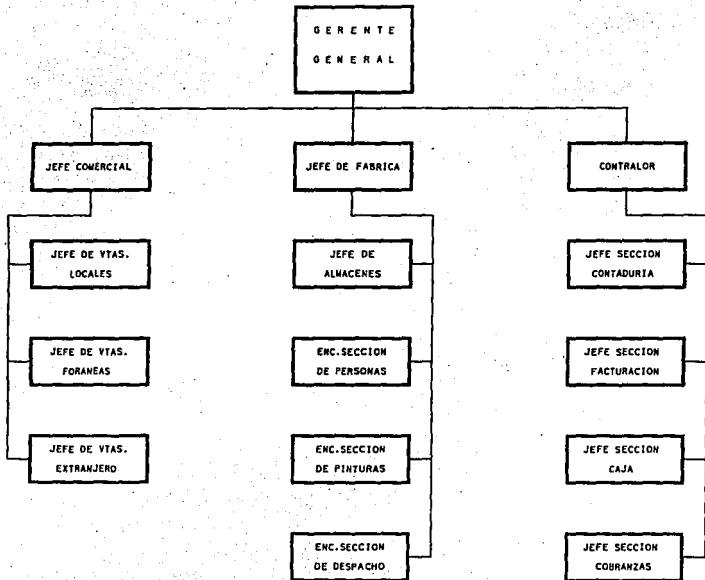 GERENTE
GENERAL
JEFE COMERCIAL
JEFE DE FABRICA
CONTRALOR
JEFE DE VTAS.
LOCALES
JEFE DE
ALMACENES
JEFE SECCION
CONTADURIA
JEFE DE VTAS.
FORANEAS
ENC.SECCION
DE PERSONAS
JEFE SECCION
FACTURACION
JEFE DE VTAS.
EXTRANJERO
ENC.SECCION
DE PINTURAS
JEFE SECCION
CAJA
ENC.SECCION
DE DESPACHO
JEFE SECCION
COBRANZAS